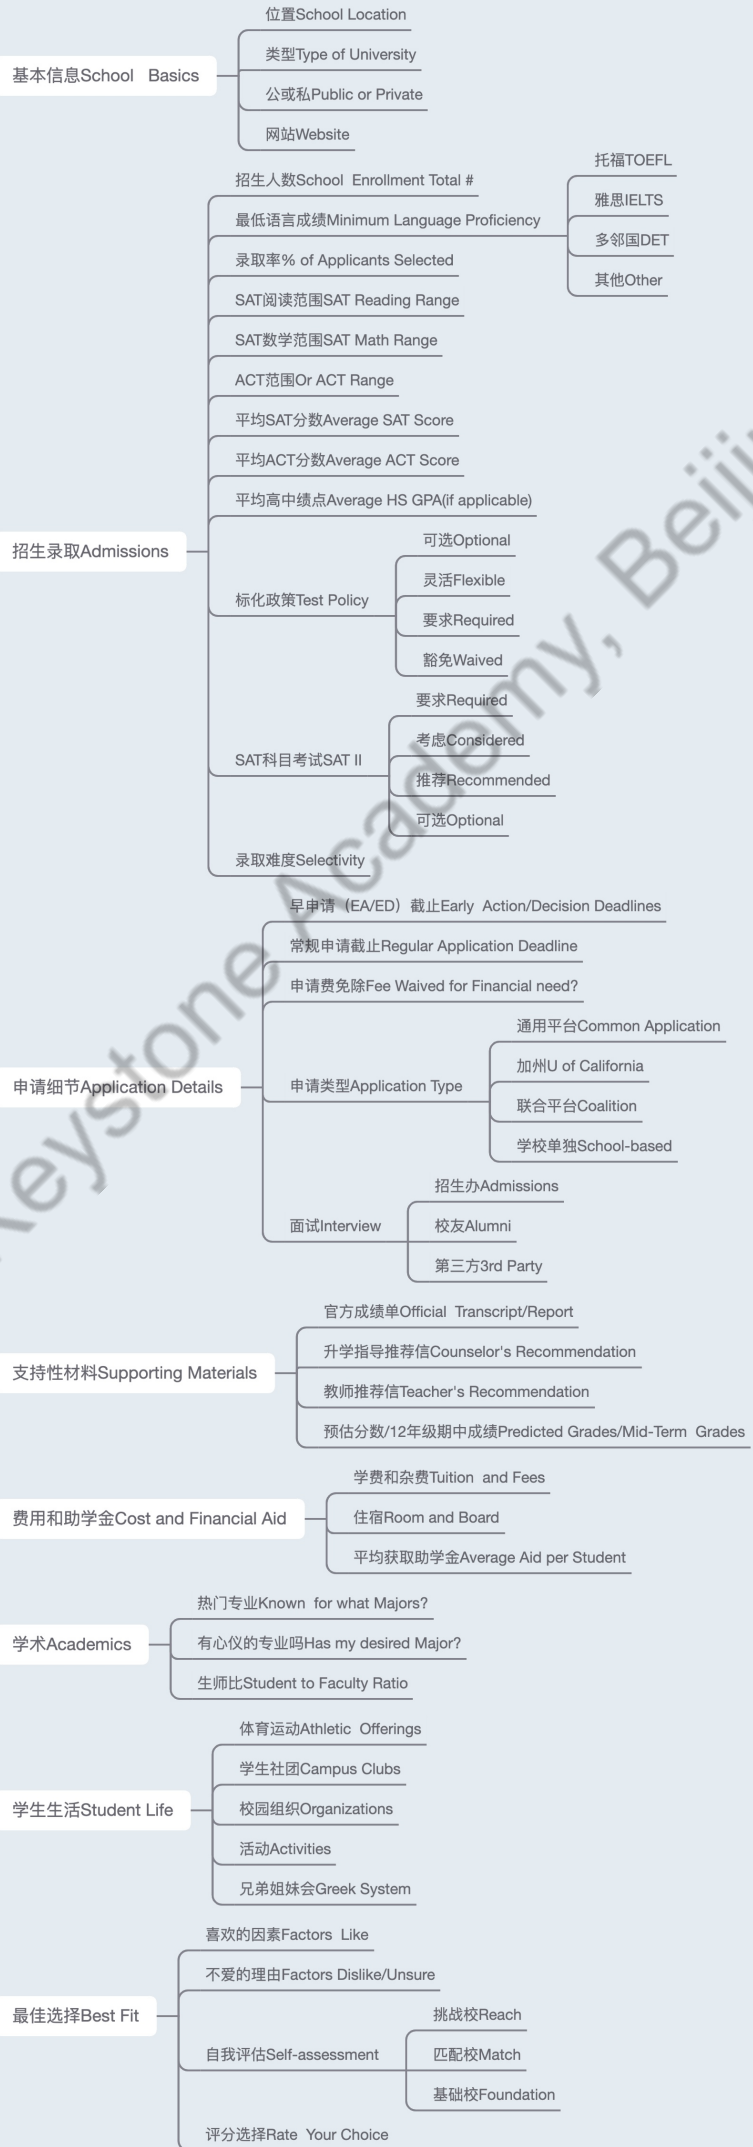 基本信息School Basics
位置School Location
类型Type of University
公或私Public or Private
网站Website
招生录取Admissions
招生人数School Enrollment Total #
最低语言成绩Minimum Language Proficiency
托福TOEFL
雅思IELTS
多邻国DET
其他Other
录取率% of Applicants Selected
SAT阅读范围SAT Reading Range
SAT数学范围SAT Math Range
ACT范围Or ACT Range
平均SAT分数Average SAT Score
平均ACT分数Average ACT Score
平均高中绩点Average HS GPA(if applicable)
标化政策Test Policy
可选Optional
灵活Flexible
要求Required
豁免Waived
SAT科目考试SAT II
要求Required
考虑Considered
推荐Recommended
可选Optional
录取难度Selectivity
申请细节Application Details
早申请（EA/ED）截止Early Action/Decision Deadlines
常规申请截止Regular Application Deadline
申请费免除Fee Waived for Financial need?
申请类型Application Type
通用平台Common Application
加州U of California
联合平台Coalition
学校单独School-based
面试Interview
招生办Admissions
校友Alumni
第三方3rd Party
支持性材料Supporting Materials
官方成绩单Official Transcript/Report
升学指导推荐信Counselor's Recommendation
教师推荐信Teacher's Recommendation
预估分数/12年级期中成绩Predicted Grades/Mid-Term Grades
费用和助学金Cost and Financial Aid
学费和杂费Tuition and Fees
住宿Room and Board
平均获取助学金Average Aid per Student
学术Academics
热门专业Known for what Majors?
有心仪的专业吗Has my desired Major?
生师比Student to Faculty Ratio
学生生活Student Life
体育运动Athletic Offerings
学生社团Campus Clubs
校园组织Organizations
活动Activities
兄弟姐妹会Greek System
最佳选择Best Fit
喜欢的因素Factors Like
不爱的理由Factors Dislike/Unsure
自我评估Self-assessment
挑战校Reach
匹配校Match
基础校Foundation
评分选择Rate Your Choice
Keystone Academy,